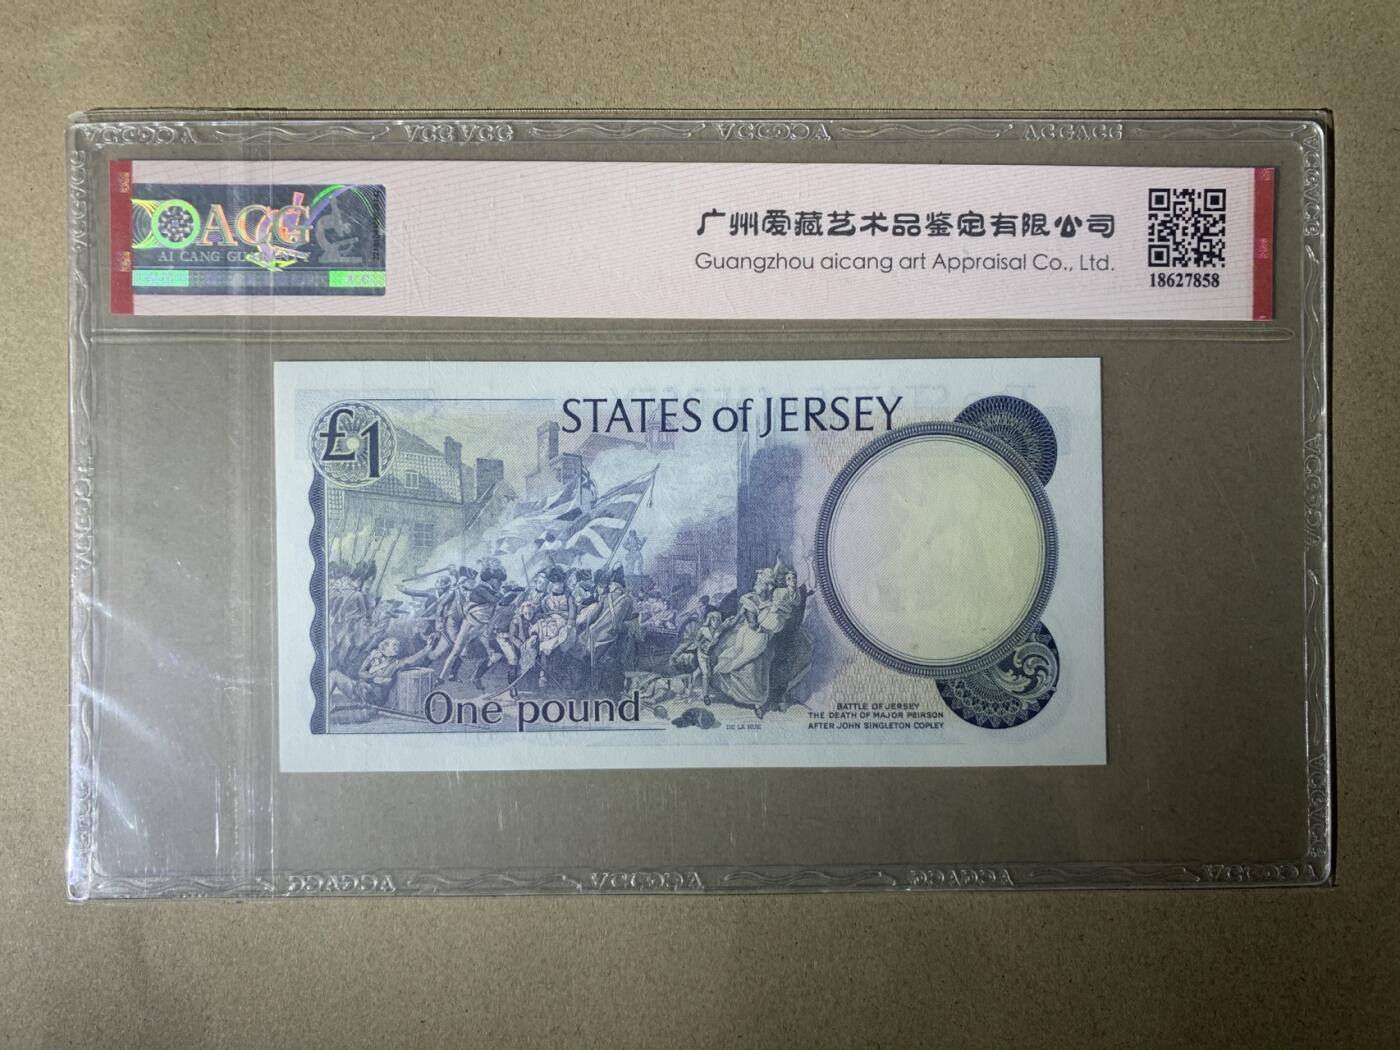 ACG
AI CANG GUARANTY
广州爱藏艺术品鉴定有限公司
Guangzhou aicang art Appraisal Co., Ltd.
18627858
£1
STATES of JERSEY
One pound
DE LA RUE
BATTLE OF JERSEY
THE DEATH OF MAJOR PEIRSON
AFTER JOHN SINGLETON COPLEY